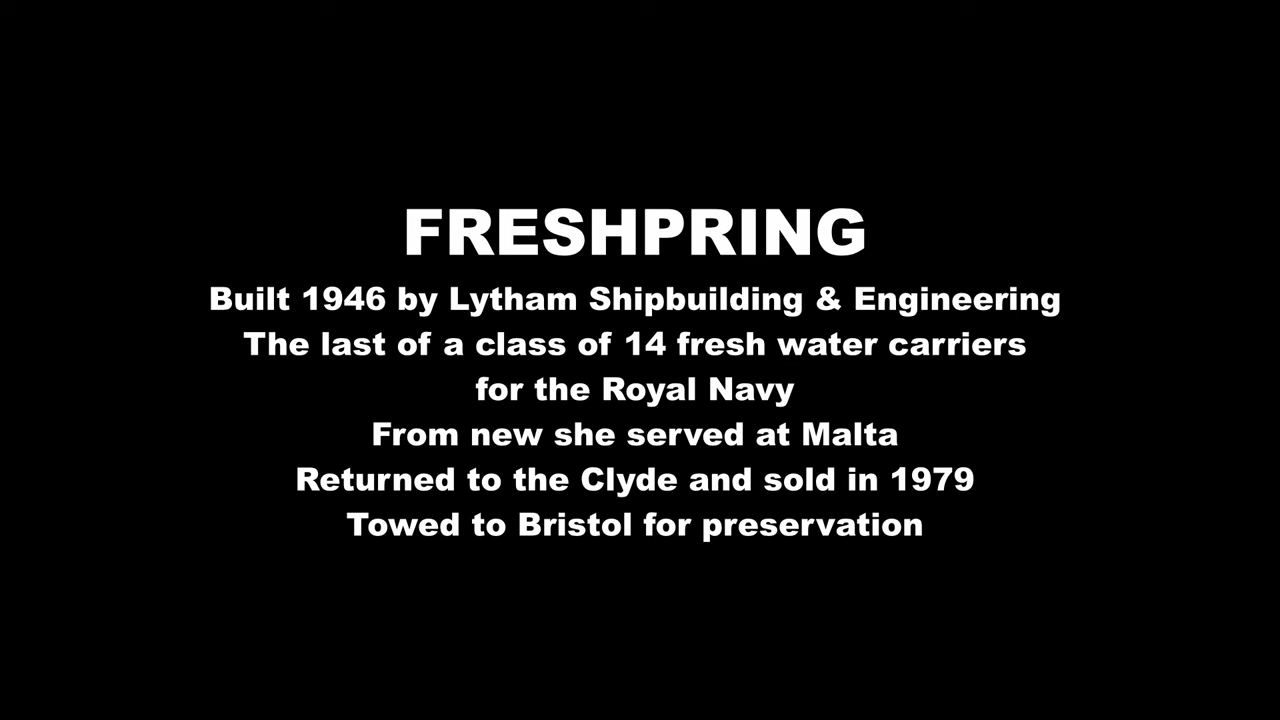 FRESHPRING
Built 1946 by Lytham Shipbuilding & Engineering
The last of a class of 14 fresh water carriers
for the Royal Navy
From new she served at Malta
Returned to the Clyde and sold in 1979
Towed to Bristol for preservation